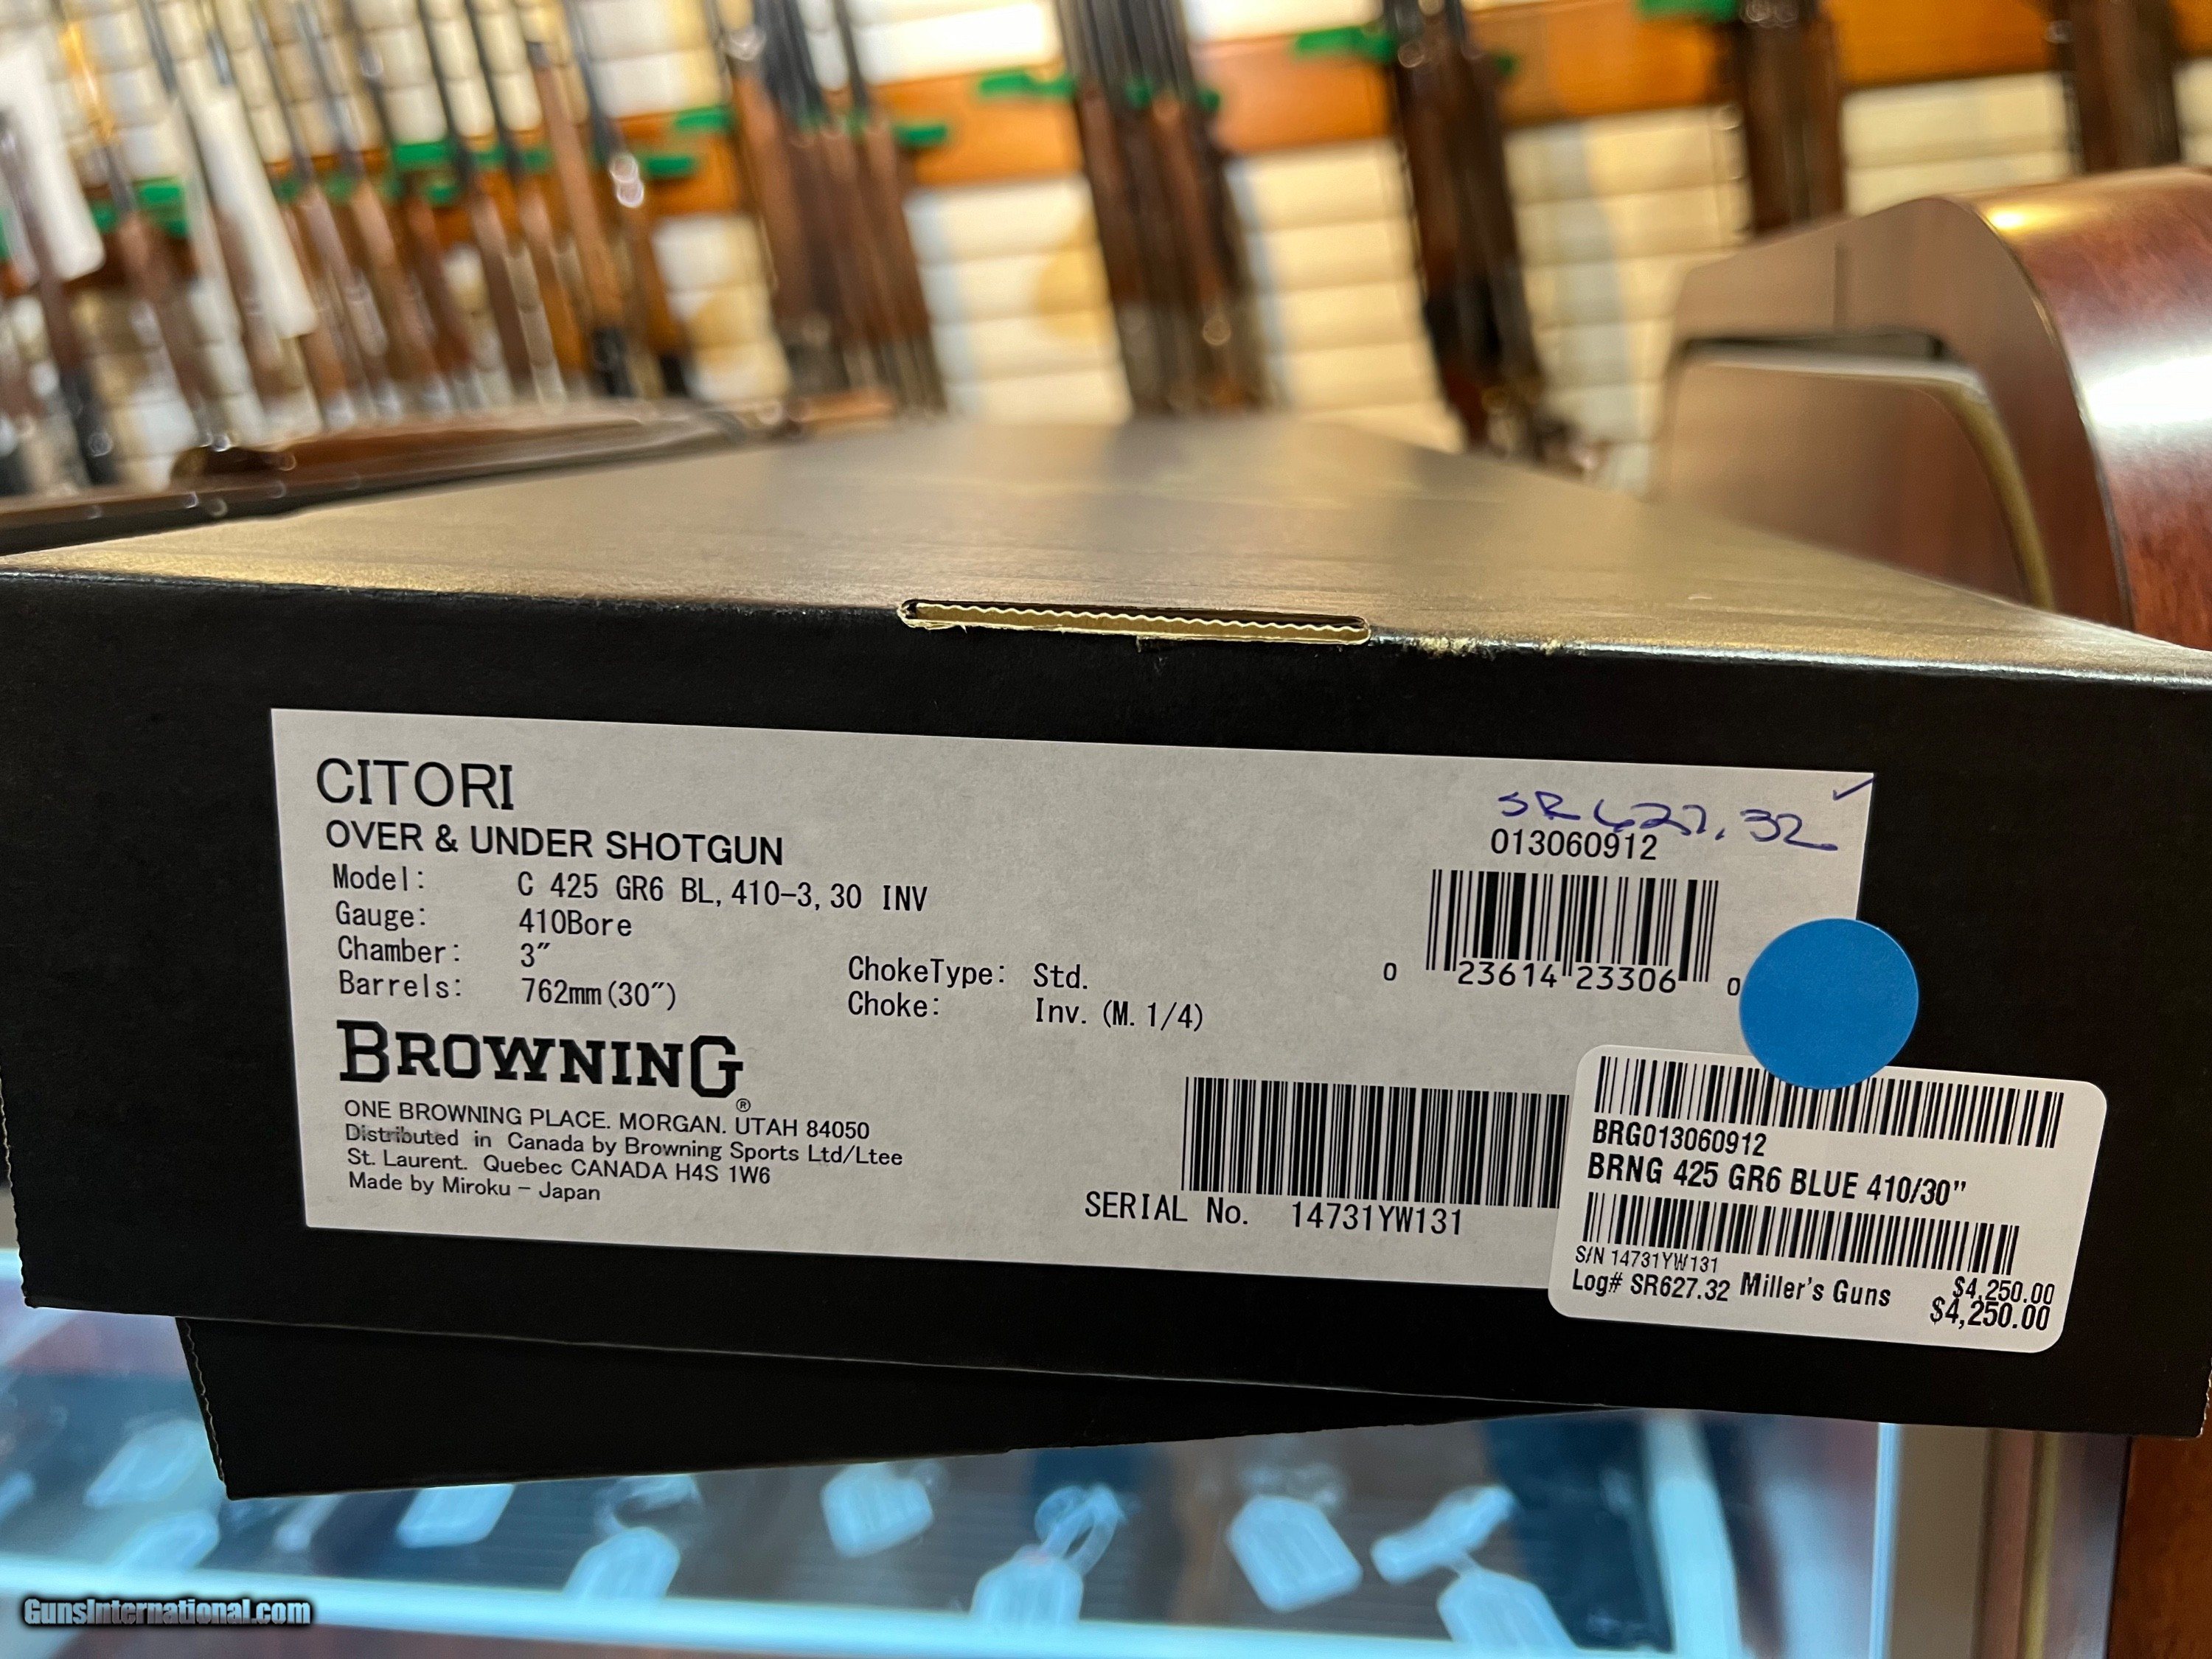 CITORI
OVER & UNDER SHOTGUN
Model: C 425 GR6 BL, 410-3, 30 INV
Gauge: 410Bore
Chamber: 3"
Barrels: 762mm(30")
ChokeType: Std.
Choke: Inv. (M. 1/4)
BROWNING®
ONE BROWNING PLACE. MORGAN. UTAH 84050
Distributed in Canada by Browning Sports Ltd/Ltee
St. Laurent. Quebec CANADA H4S 1W6
Made by Miroku - Japan
SR627.32
013060912
0 23614 23306 0
SERIAL No. 14731YW131
BRG013060912
BRNG 425 GR6 BLUE 410/30"
S/N 14731YW131
$4,250.00
Log# SR627.32 Miller's Guns $4,250.00
GunsInternational.com